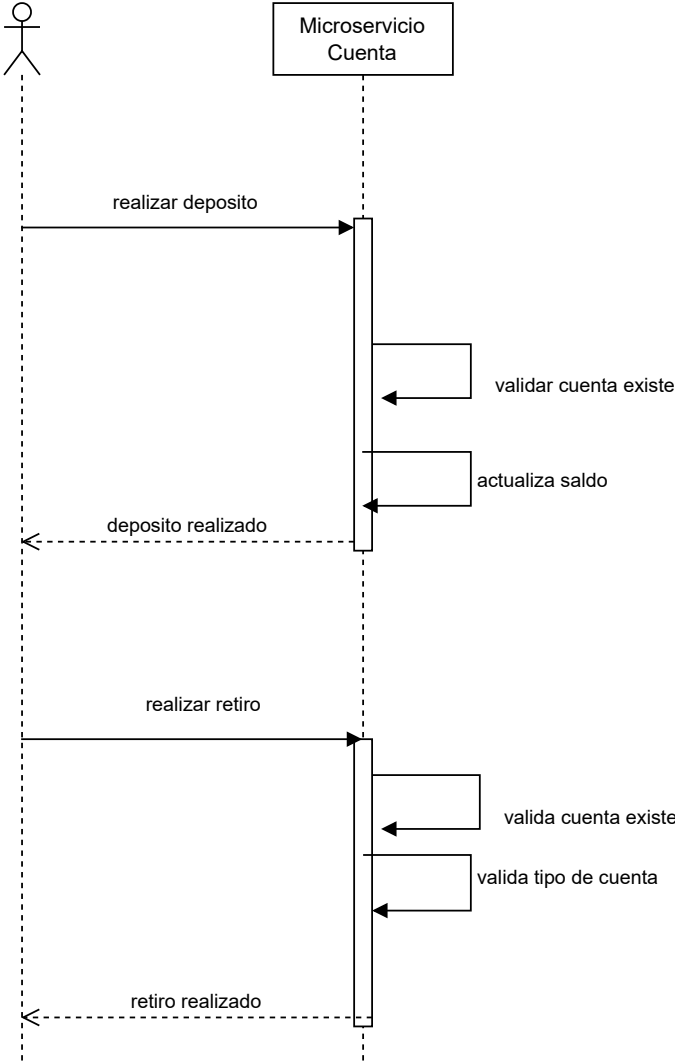 Microservicio
Cuenta
realizar deposito
validar cuenta existe
actualiza saldo
deposito realizado
realizar retiro
valida cuenta existe
valida tipo de cuenta
retiro realizado